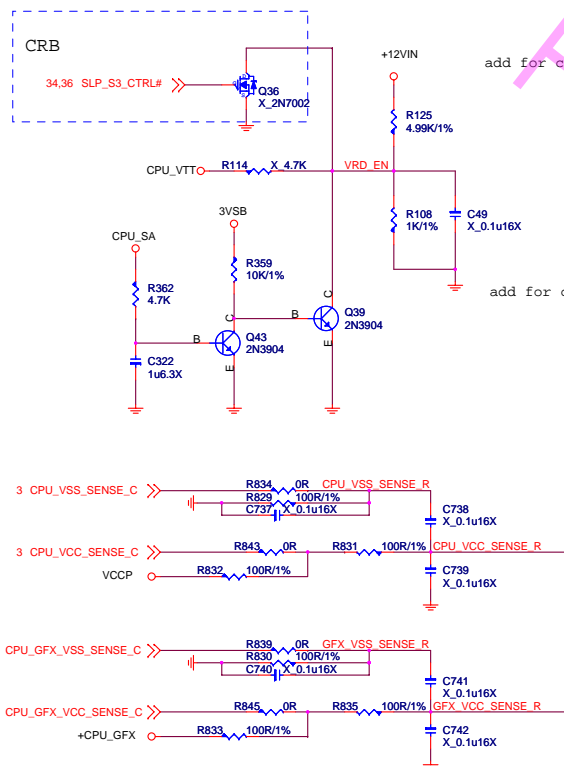 CRB
34,36 SLP_S3_CTRL#
Q36
X_2N7002
+12VIN
add for c
R125
4.99K/1%
CPU_VTT
R114
X_4.7K
VRD_EN
R108
1K/1%
C49
X_0.1u16X
3VSB
CPU_SA
R359
10K/1%
R362
4.7K
add for c
C
Q39
2N3904
B
E
C
Q43
2N3904
B
E
C322
1u6.3X
R834
0R
CPU_VSS_SENSE_R
3 CPU_VSS_SENSE_C
R829
100R/1%
C737
X_0.1u16X
C738
X_0.1u16X
3 CPU_VCC_SENSE_C
R843
0R
R831
100R/1%
CPU_VCC_SENSE_R
VCCP
R832
100R/1%
C739
X_0.1u16X
R839
0R
GFX_VSS_SENSE_R
CPU_GFX_VSS_SENSE_C
R830
100R/1%
C740
X_0.1u16X
C741
X_0.1u16X
CPU_GFX_VCC_SENSE_C
R845
0R
R835
100R/1%
GFX_VCC_SENSE_R
+CPU_GFX
R833
100R/1%
C742
X_0.1u16X